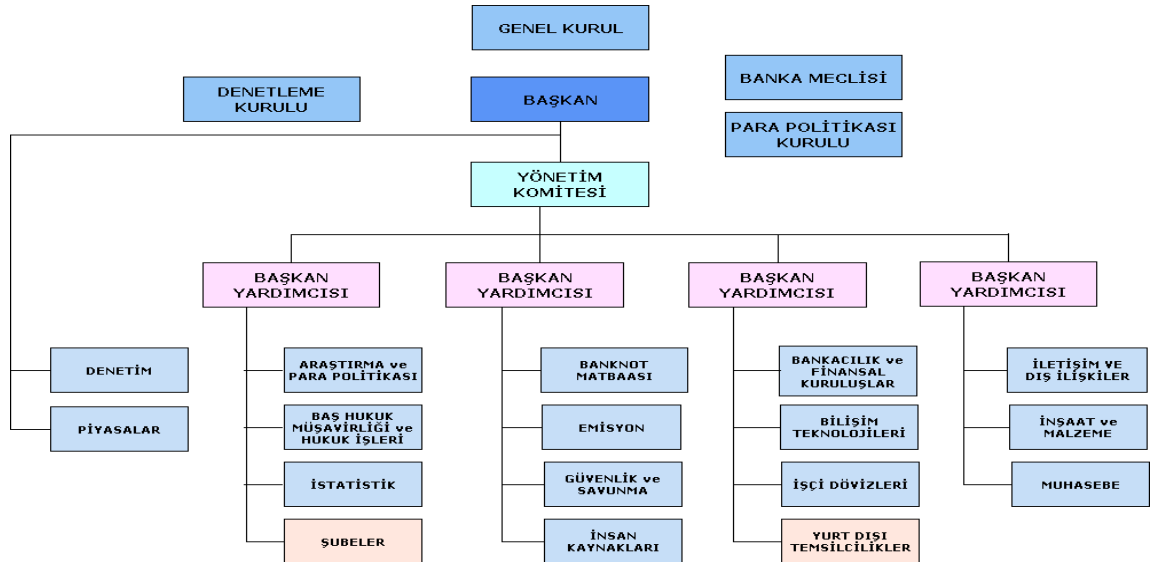 GENEL KURUL
DENETLEME
KURULU
BAŞKAN
BANKA MECLİSİ
PARA POLİTİKASI
KURULU
YÖNETİM
KOMİTESİ
BAŞKAN
YARDIMCISI
BAŞKAN
YARDIMCISI
BAŞKAN
YARDIMCISI
BAŞKAN
YARDIMCISI
DENETİM
PİYASALAR
ARAŞTIRMA ve
PARA POLİTİKASI
BAŞ HUKUK
MÜŞAVİRLİĞİ ve
HUKUK İŞLERİ
İSTATİSTİK
ŞUBELER
BANKNOT
MATBAASI
EMİSYON
GÜVENLİK ve
SAVUNMA
İNSAN
KAYNAKLARI
BANKACILIK ve
FİNANSAL
KURULUŞLAR
BİLİŞİM
TEKNOLOJİLERİ
İŞÇİ DÖVİZLERİ
YURT DIŞI
TEMSİLCİLİKLER
İLETİŞİM VE
DIŞ İLİŞKİLER
İNŞAAT ve
MALZEME
MUHASEBE